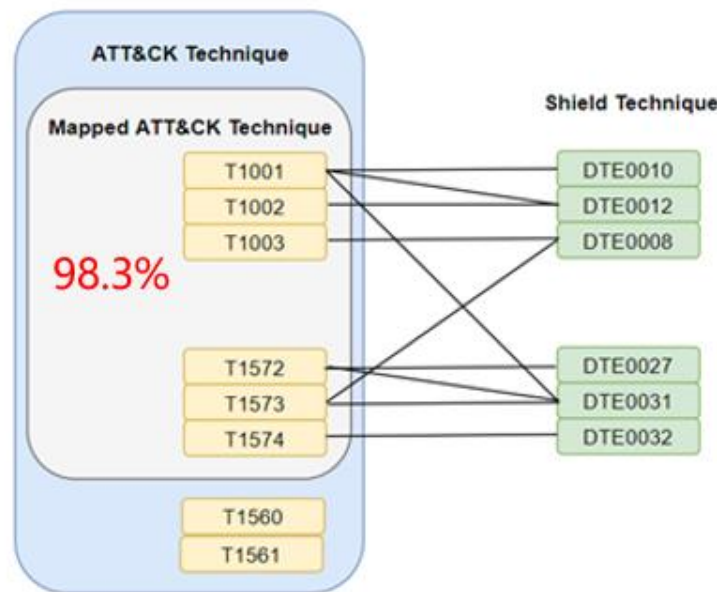 ATT&CK Technique
Mapped ATT&CK Technique
T1001
T1002
T1003
98.3%
T1572
T1573
T1574
T1560
T1561
Shield Technique
DTE0010
DTE0012
DTE0008
DTE0027
DTE0031
DTE0032